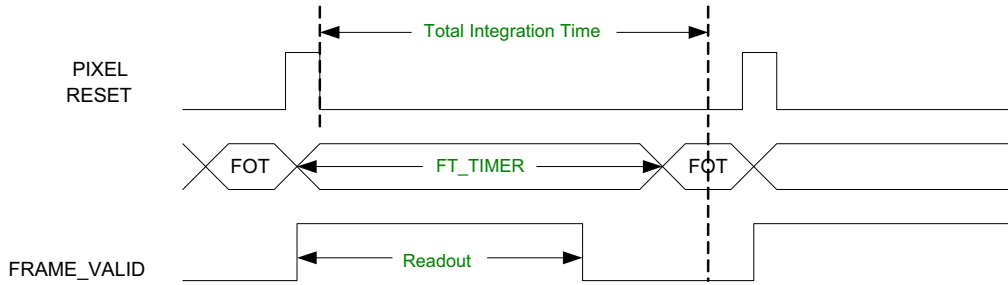 Total Integration Time
PIXEL
RESET
FOT
FT_TIMER
FOT
FRAME_VALID
Readout